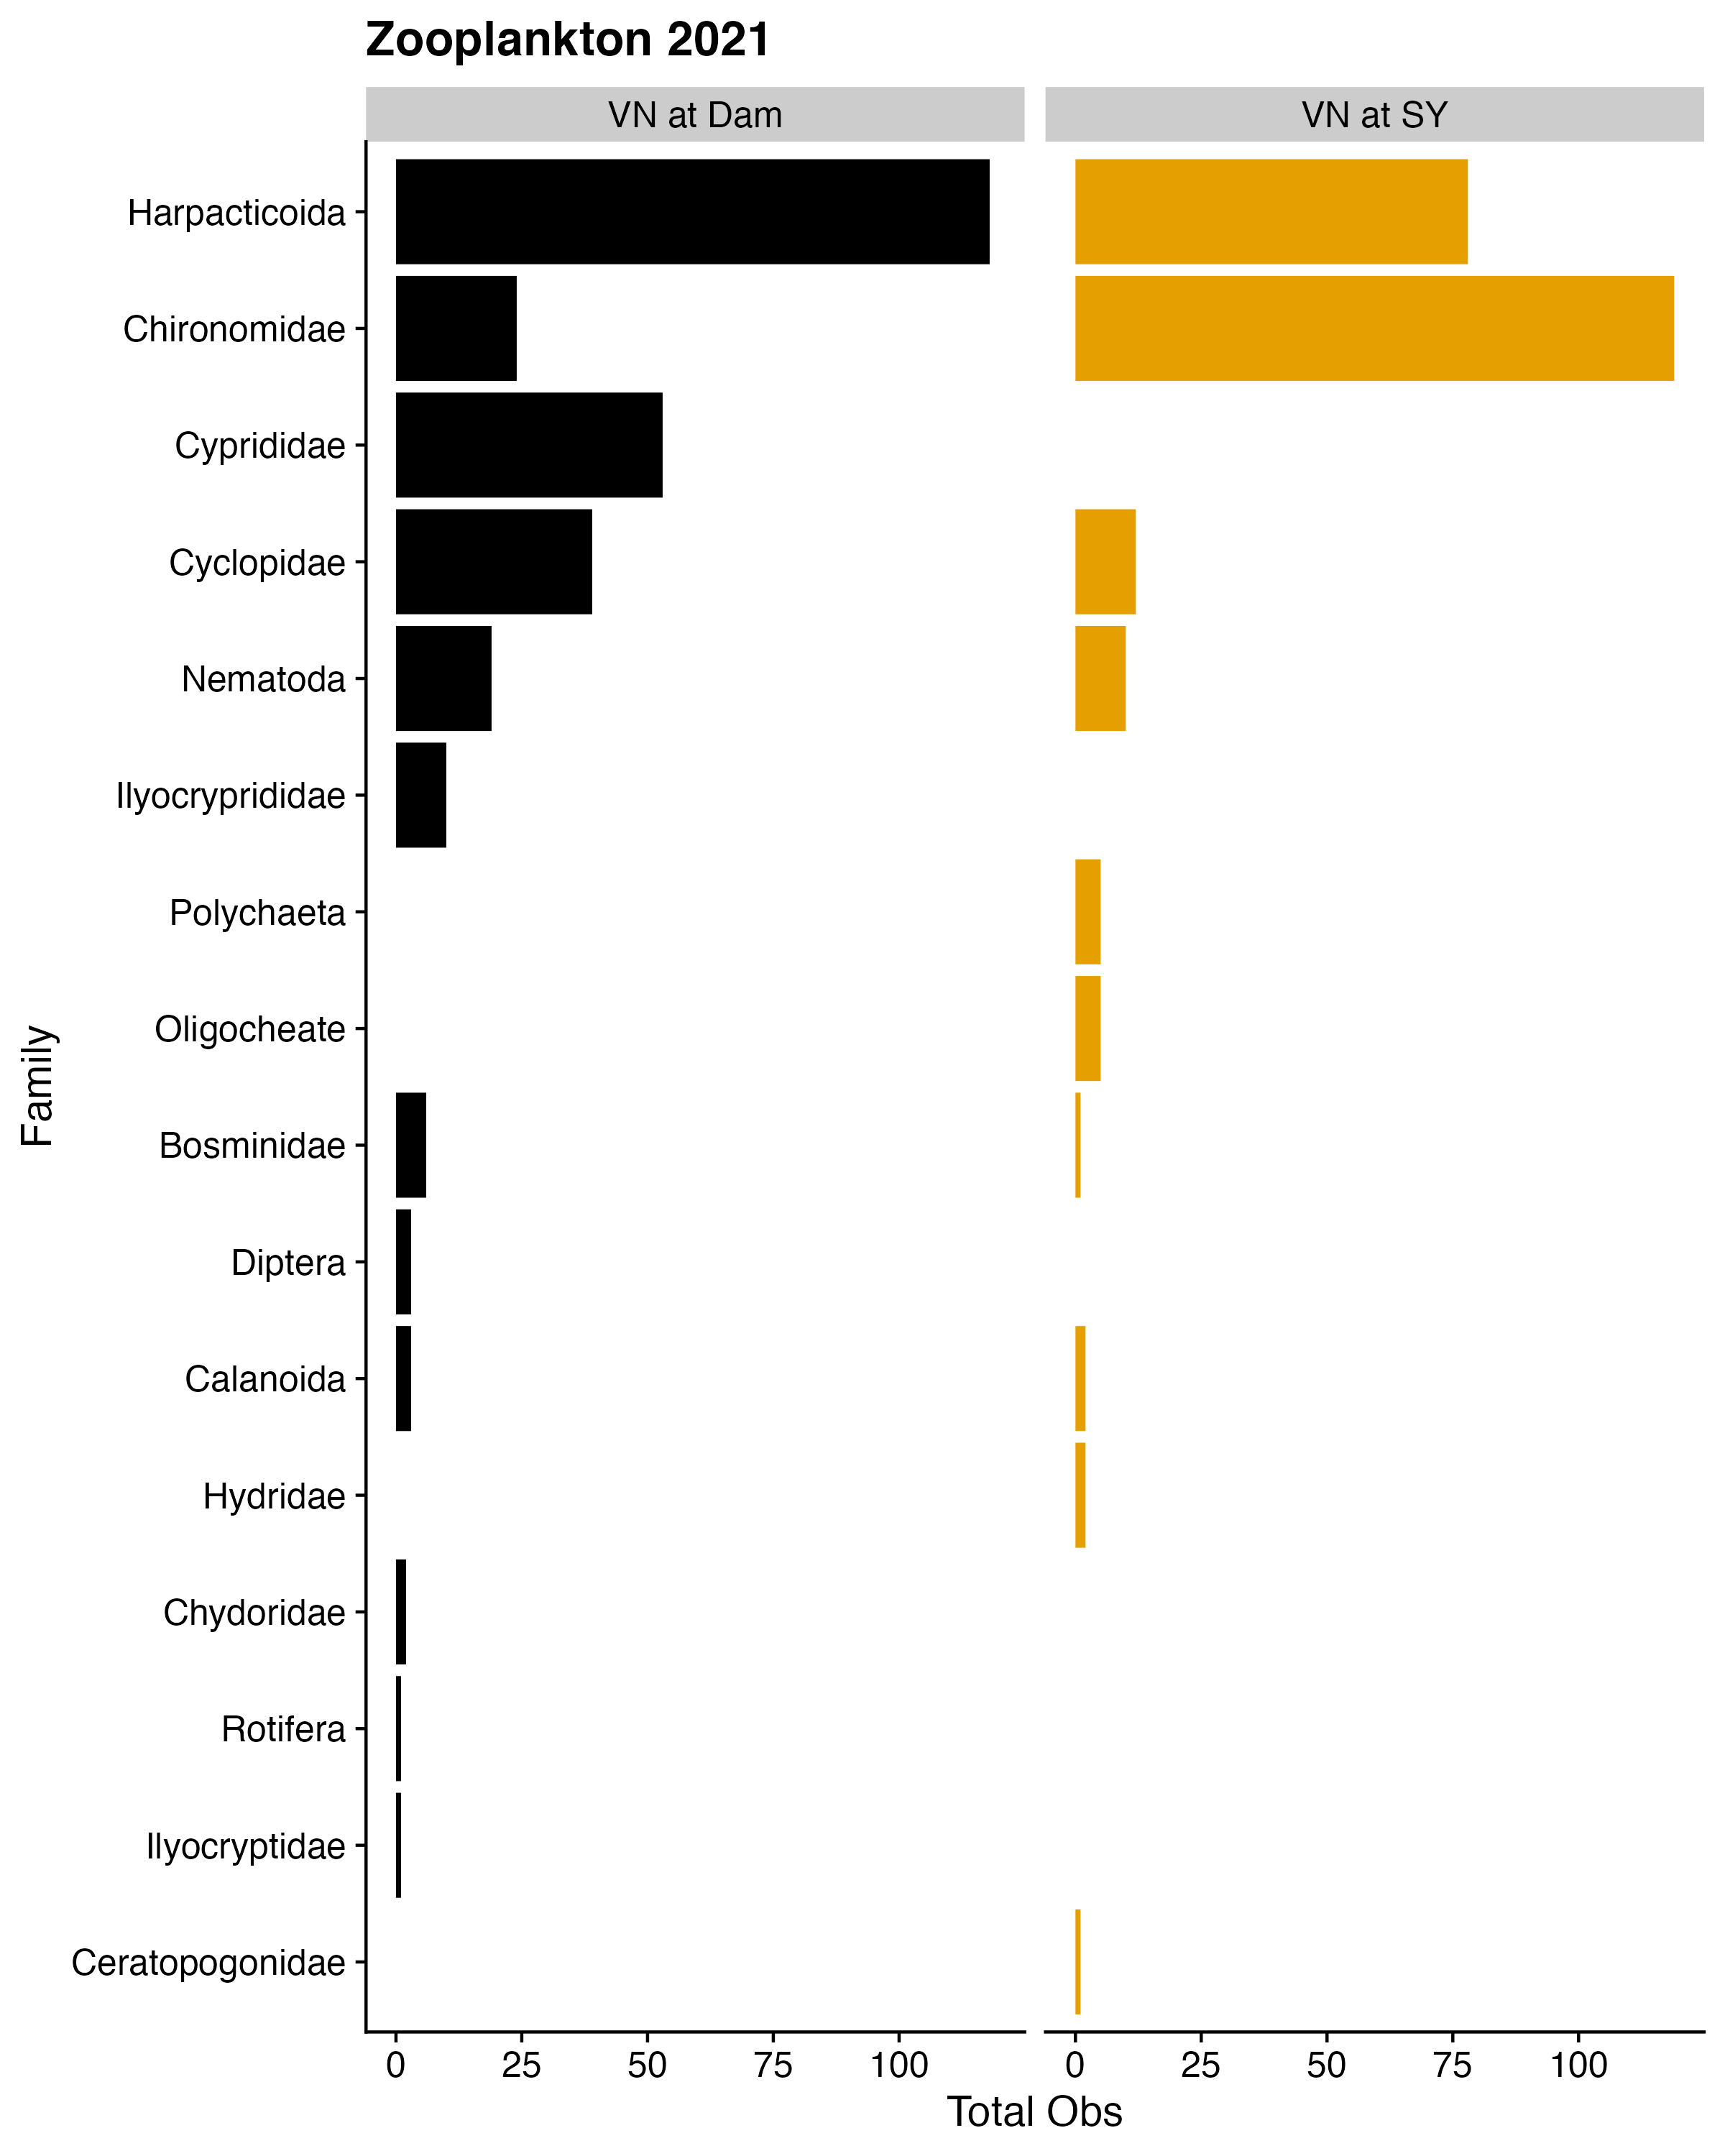 Zooplankton 2021
VN at Dam
VN at SY
Harpacticoida
Chironomidae
Cyprididae
Cyclopidae
Nematoda
Ilyocryprididae
Polychaeta
Oligocheate
Bosminidae
Diptera
Calanoida
Hydridae
Chydoridae
Rotifera
Ilyocryptidae
Ceratopogonidae
Family
0 25 50 75 100
0 25 50 75 100
Total Obs